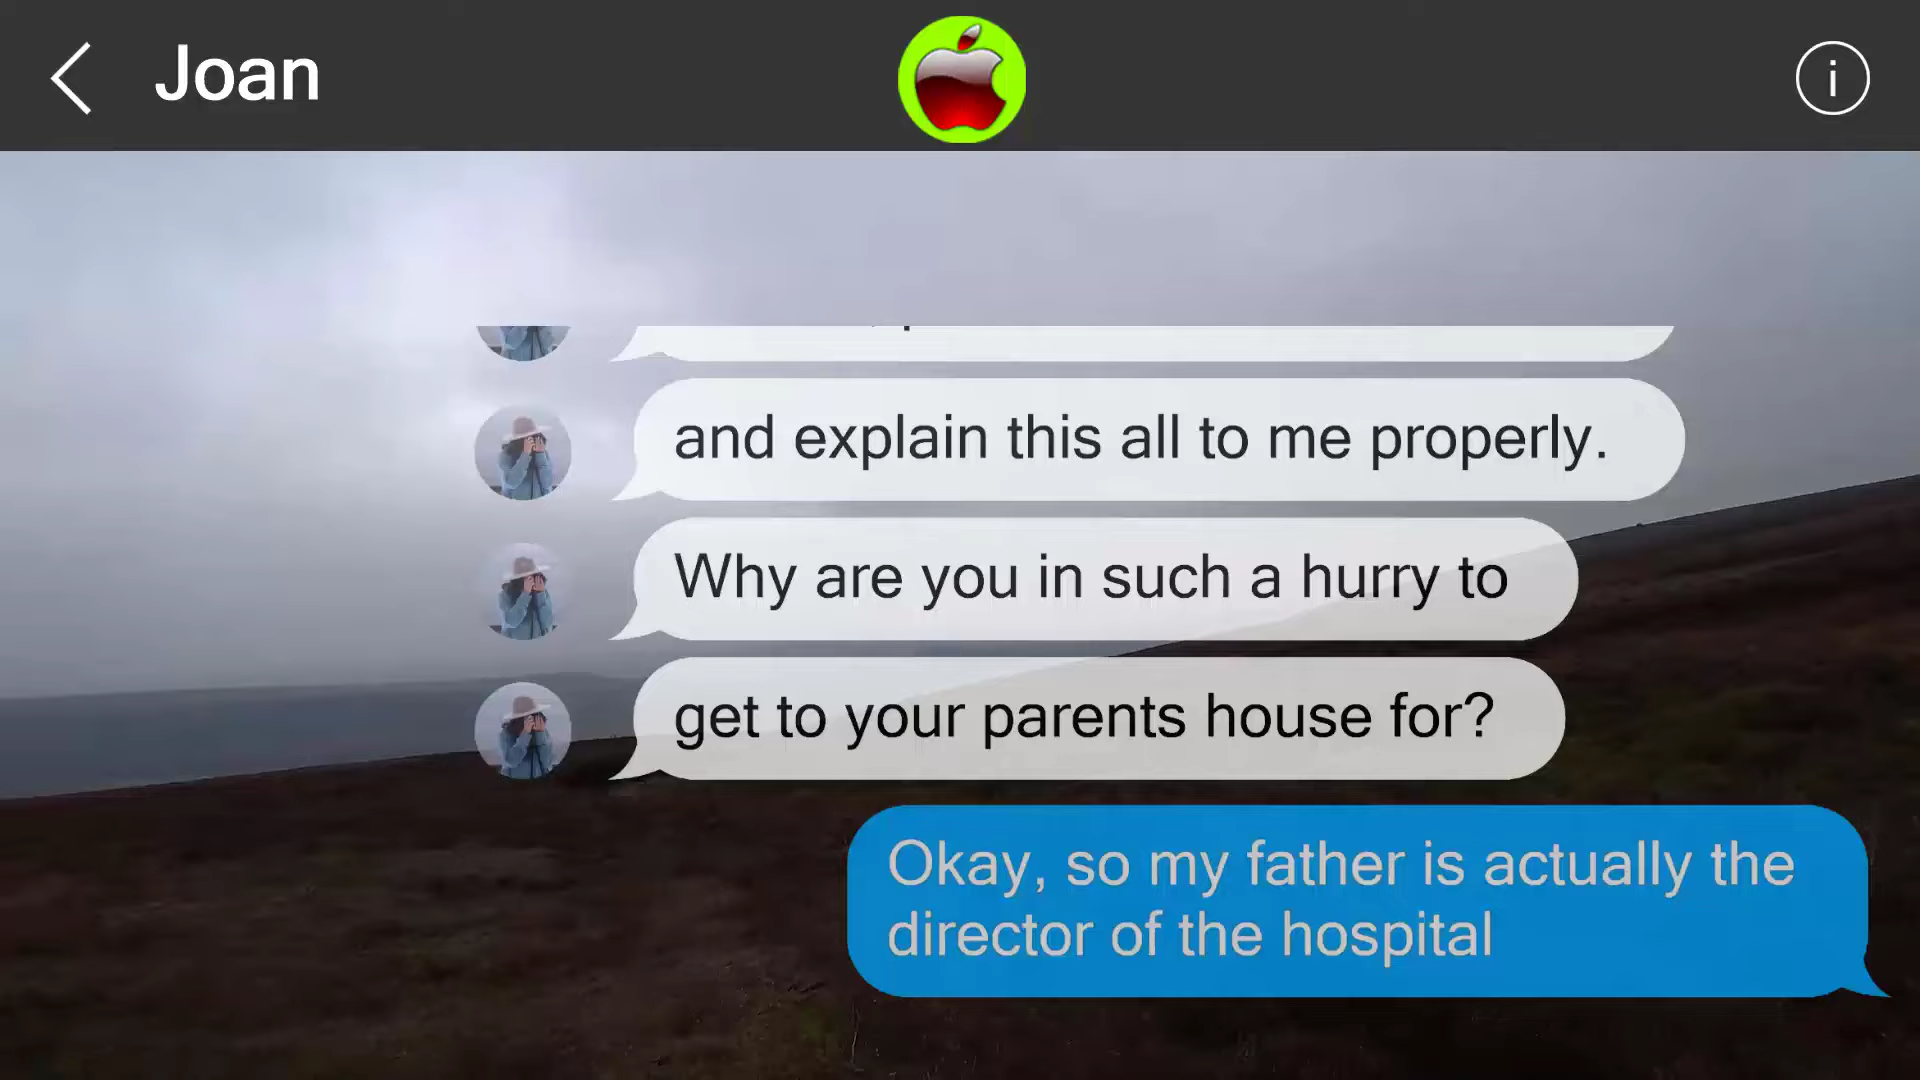 Joan
i
and explain this all to me properly.
Why are you in such a hurry to
get to your parents house for?
Okay, so my father is actually the
director of the hospital